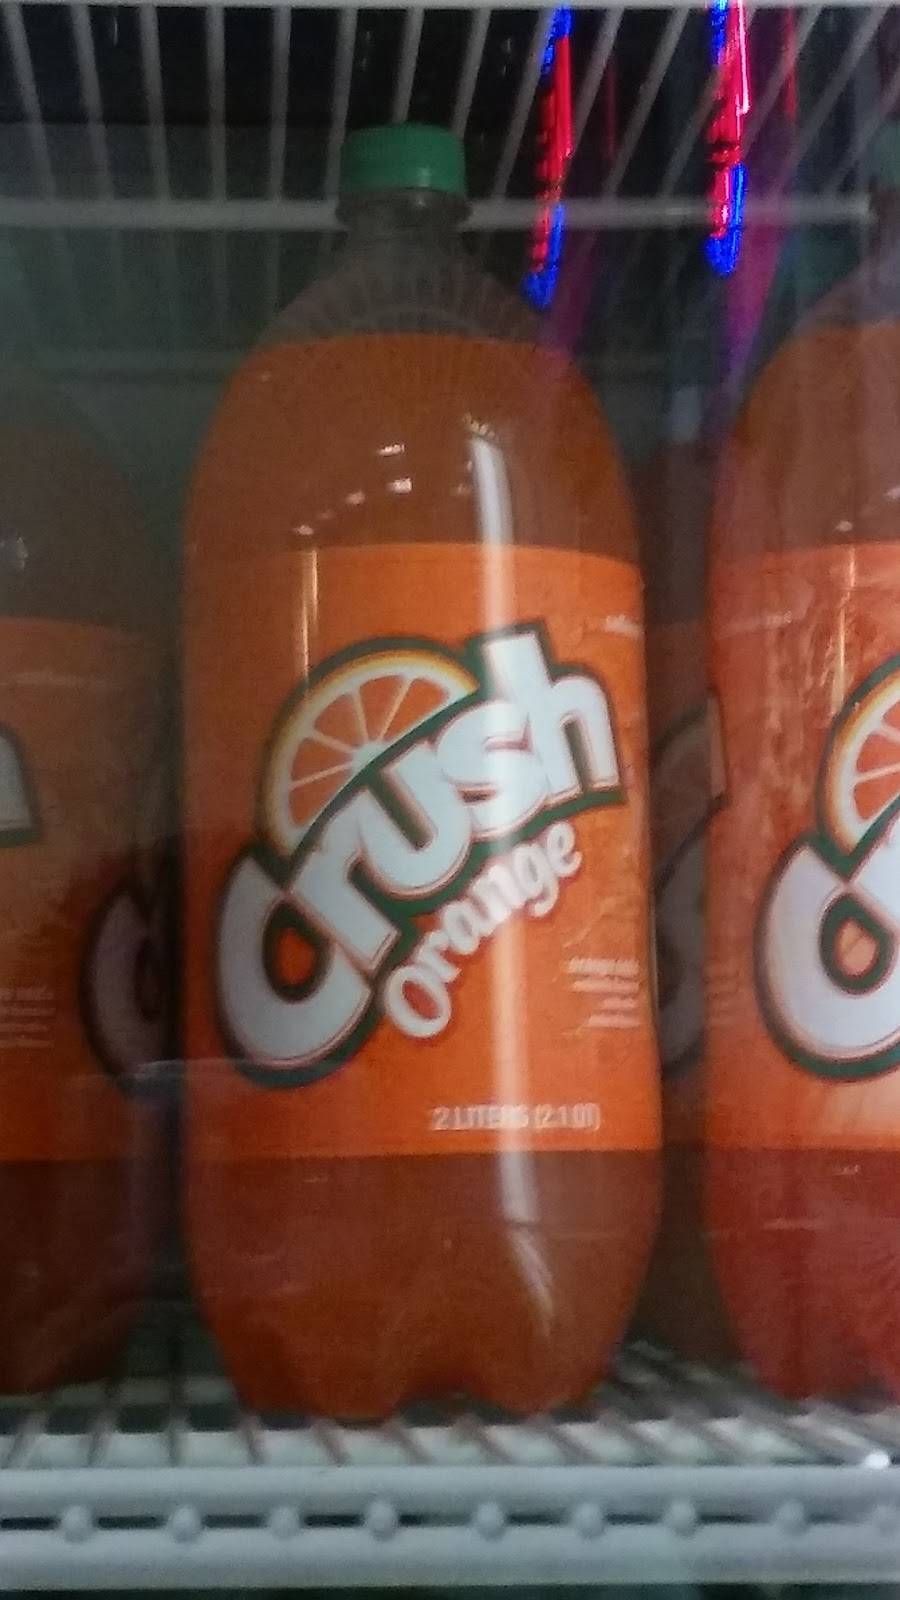 Crush
Orange
2 LITERS (2.1 QT)